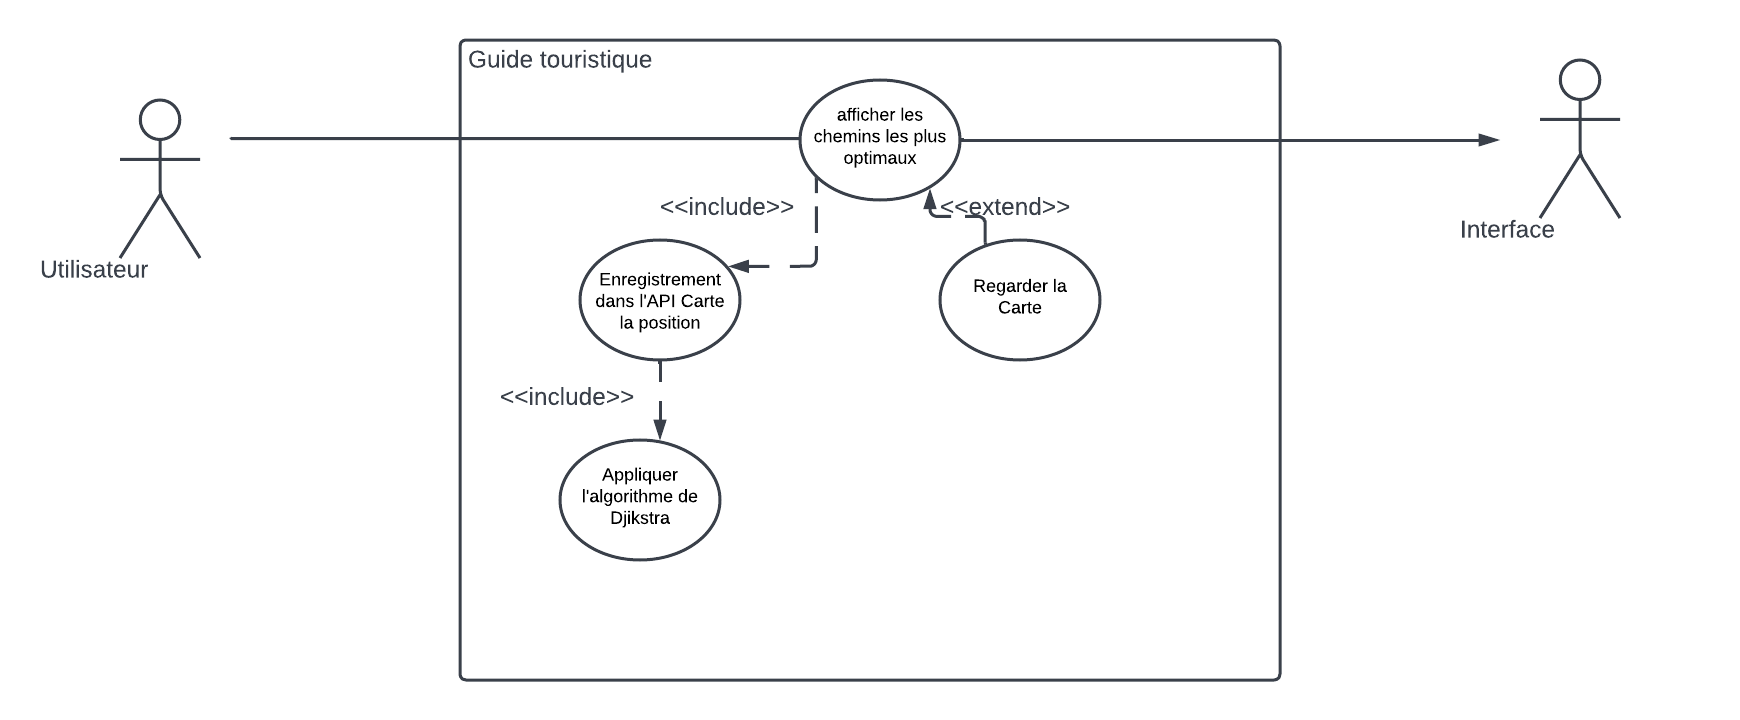 Guide touristique
afficher les
chemins les plus
optimaux
<<include>>
<<extend>>
Utilisateur
Interface
Enregistrement
dans l'API Carte
la position
Regarder la
Carte
<<include>>
Appliquer
l'algorithme de
Djikstra